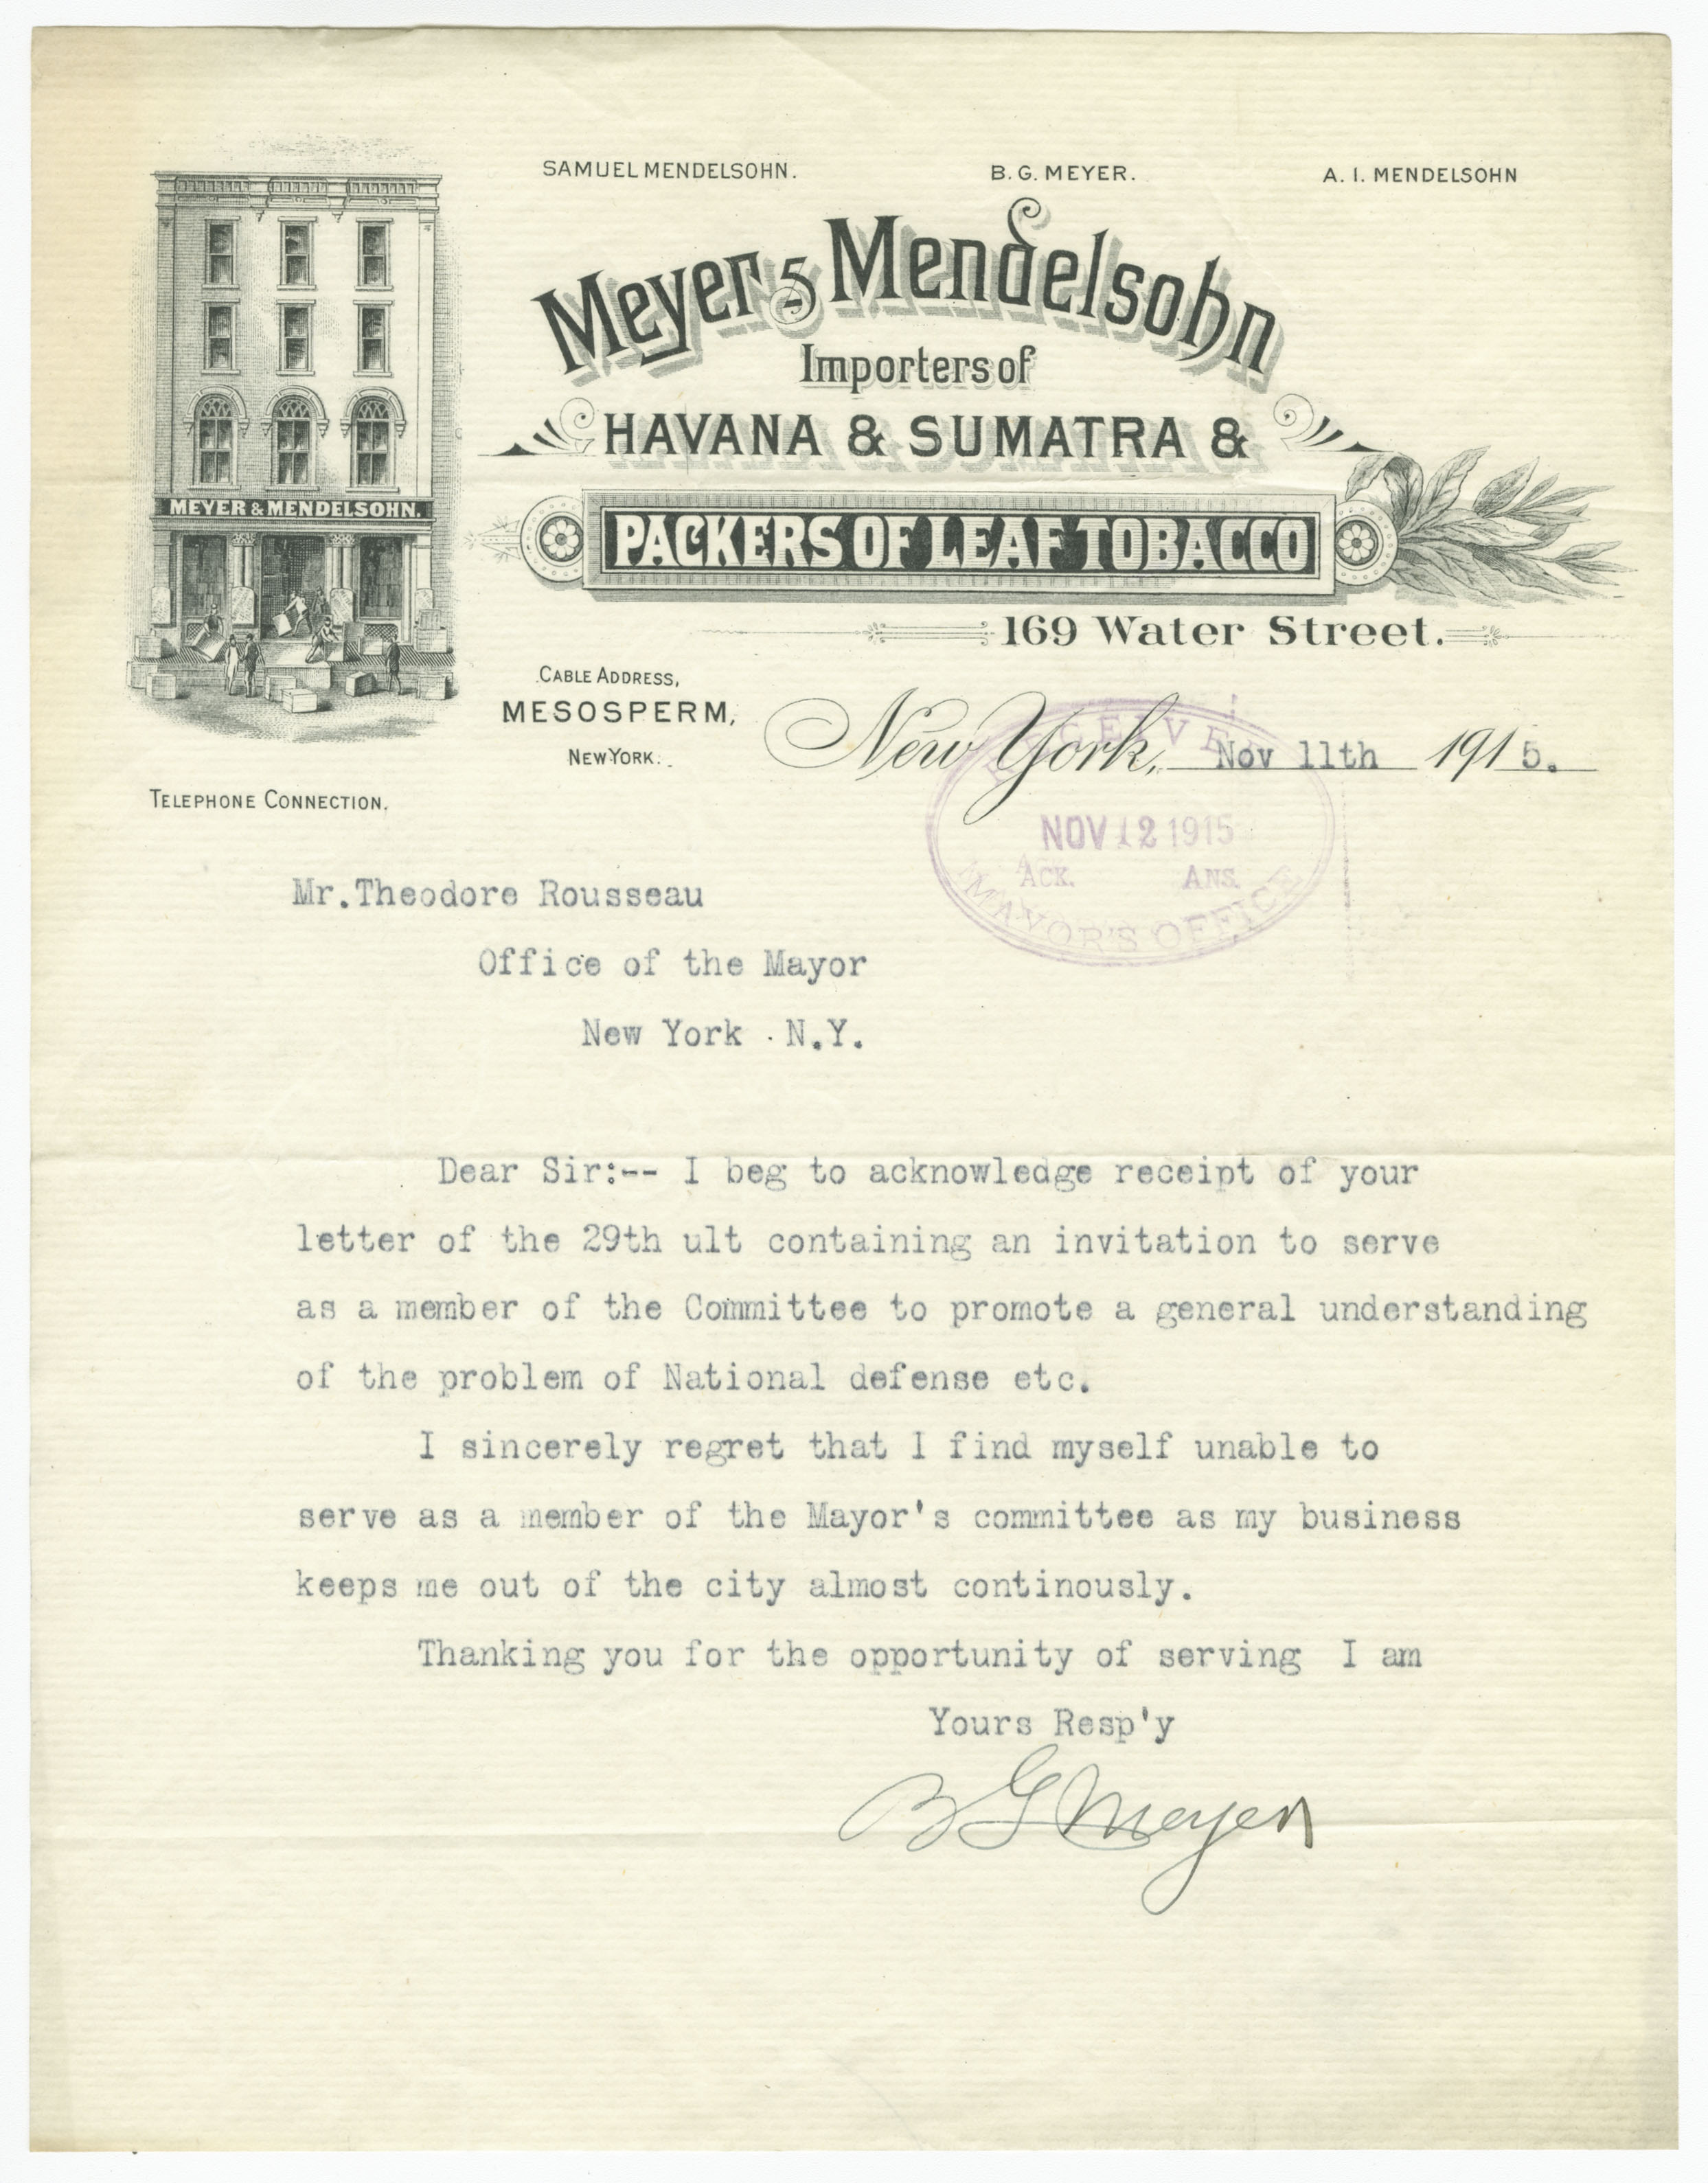 SAMUEL MENDELSOHN. B. G. MEYER. A. I. MENDELSOHN
Meyer & Mendelsohn
Importers of
HAVANA & SUMATRA &
MEYER & MENDELSOHN.
PACKERS OF LEAF TOBACCO
169 Water Street.
CABLE ADDRESS,
MESOSPERM,
NEW YORK.
New York, Nov 11th 1915.
TELEPHONE CONNECTION.
RECEIVED
NOV 12 1915
ACK. ANS.
MAYOR'S OFFICE
Mr.Theodore Rousseau
Office of the Mayor
New York N.Y.
Dear Sir:-- I beg to acknowledge receipt of your
letter of the 29th ult containing an invitation to serve
as a member of the Committee to promote a general understanding
of the problem of National defense etc.
I sincerely regret that I find myself unable to
serve as a member of the Mayor's committee as my business
keeps me out of the city almost continously.
Thanking you for the opportunity of serving I am
Yours Resp'y
B G Meyer